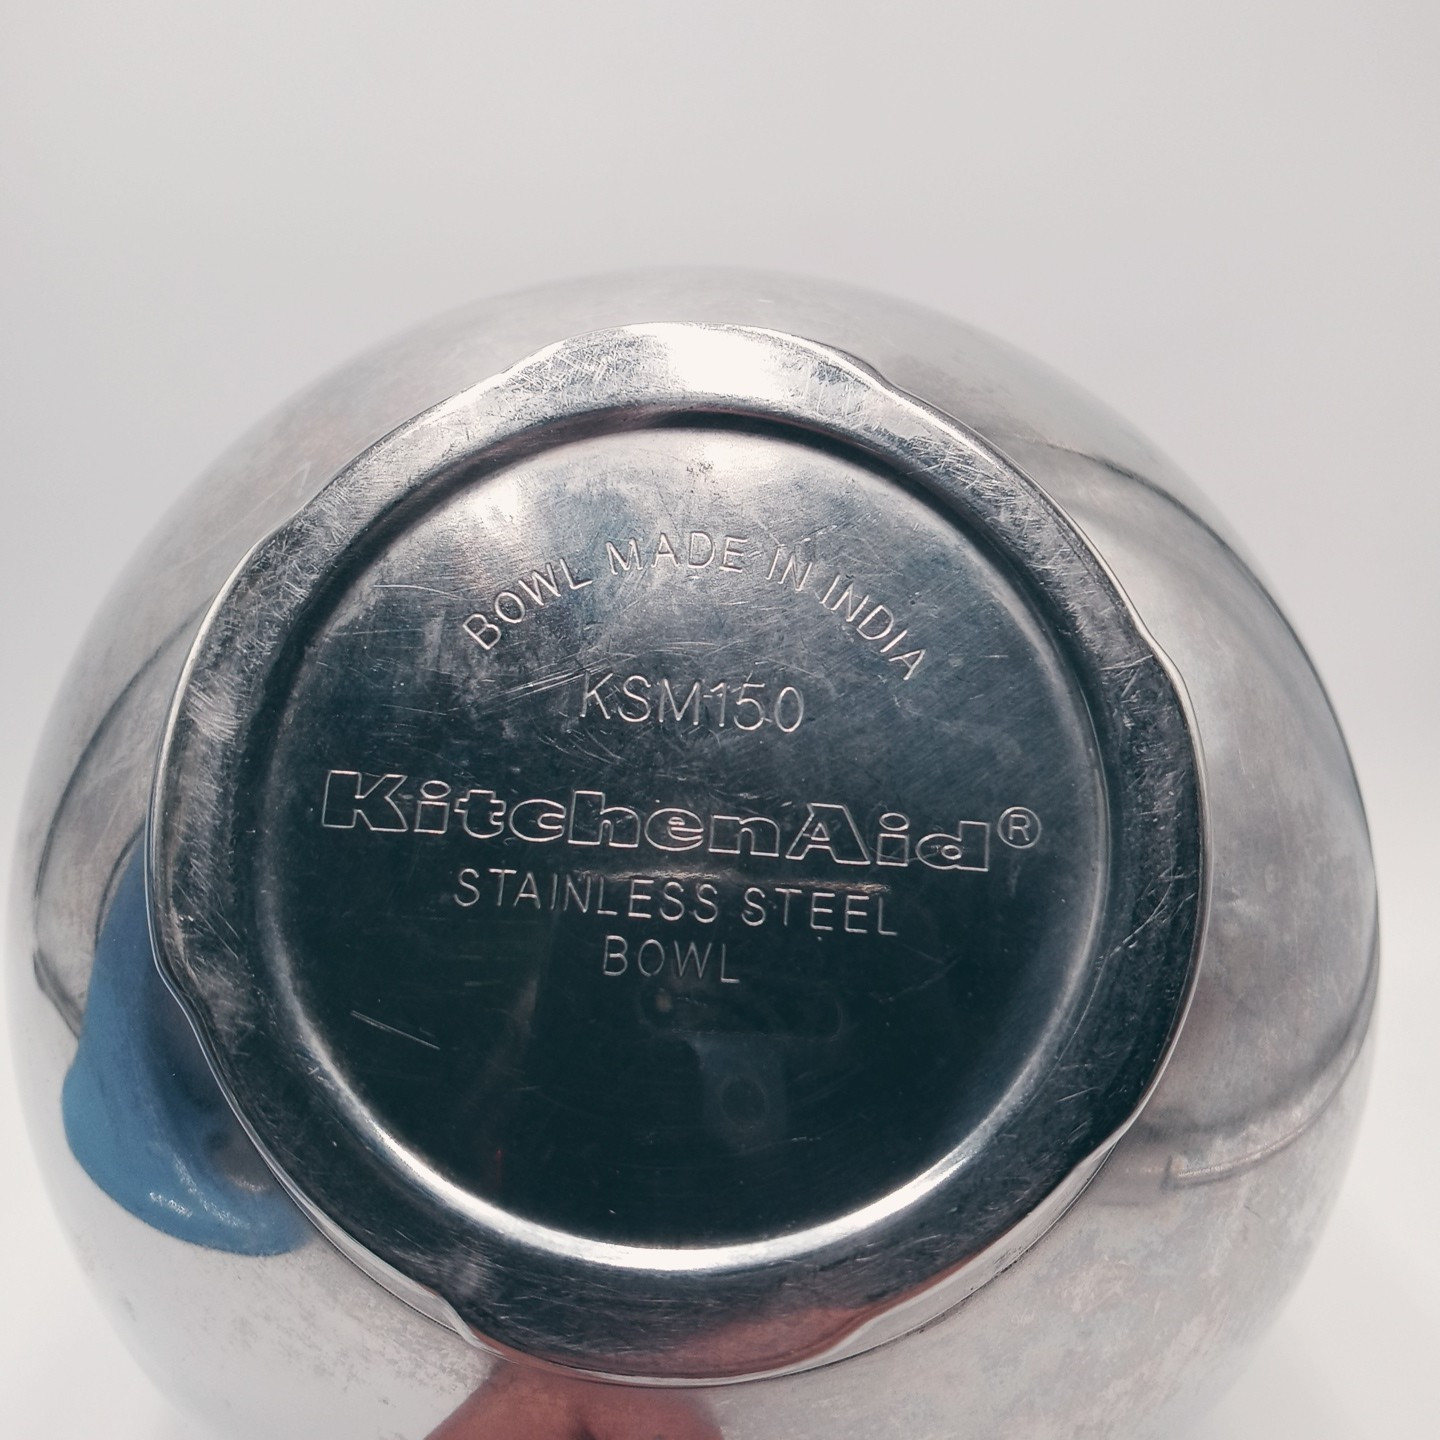 BOWL MADE IN INDIA
KSM150
KitchenAid®
STAINLESS STEEL
BOWL